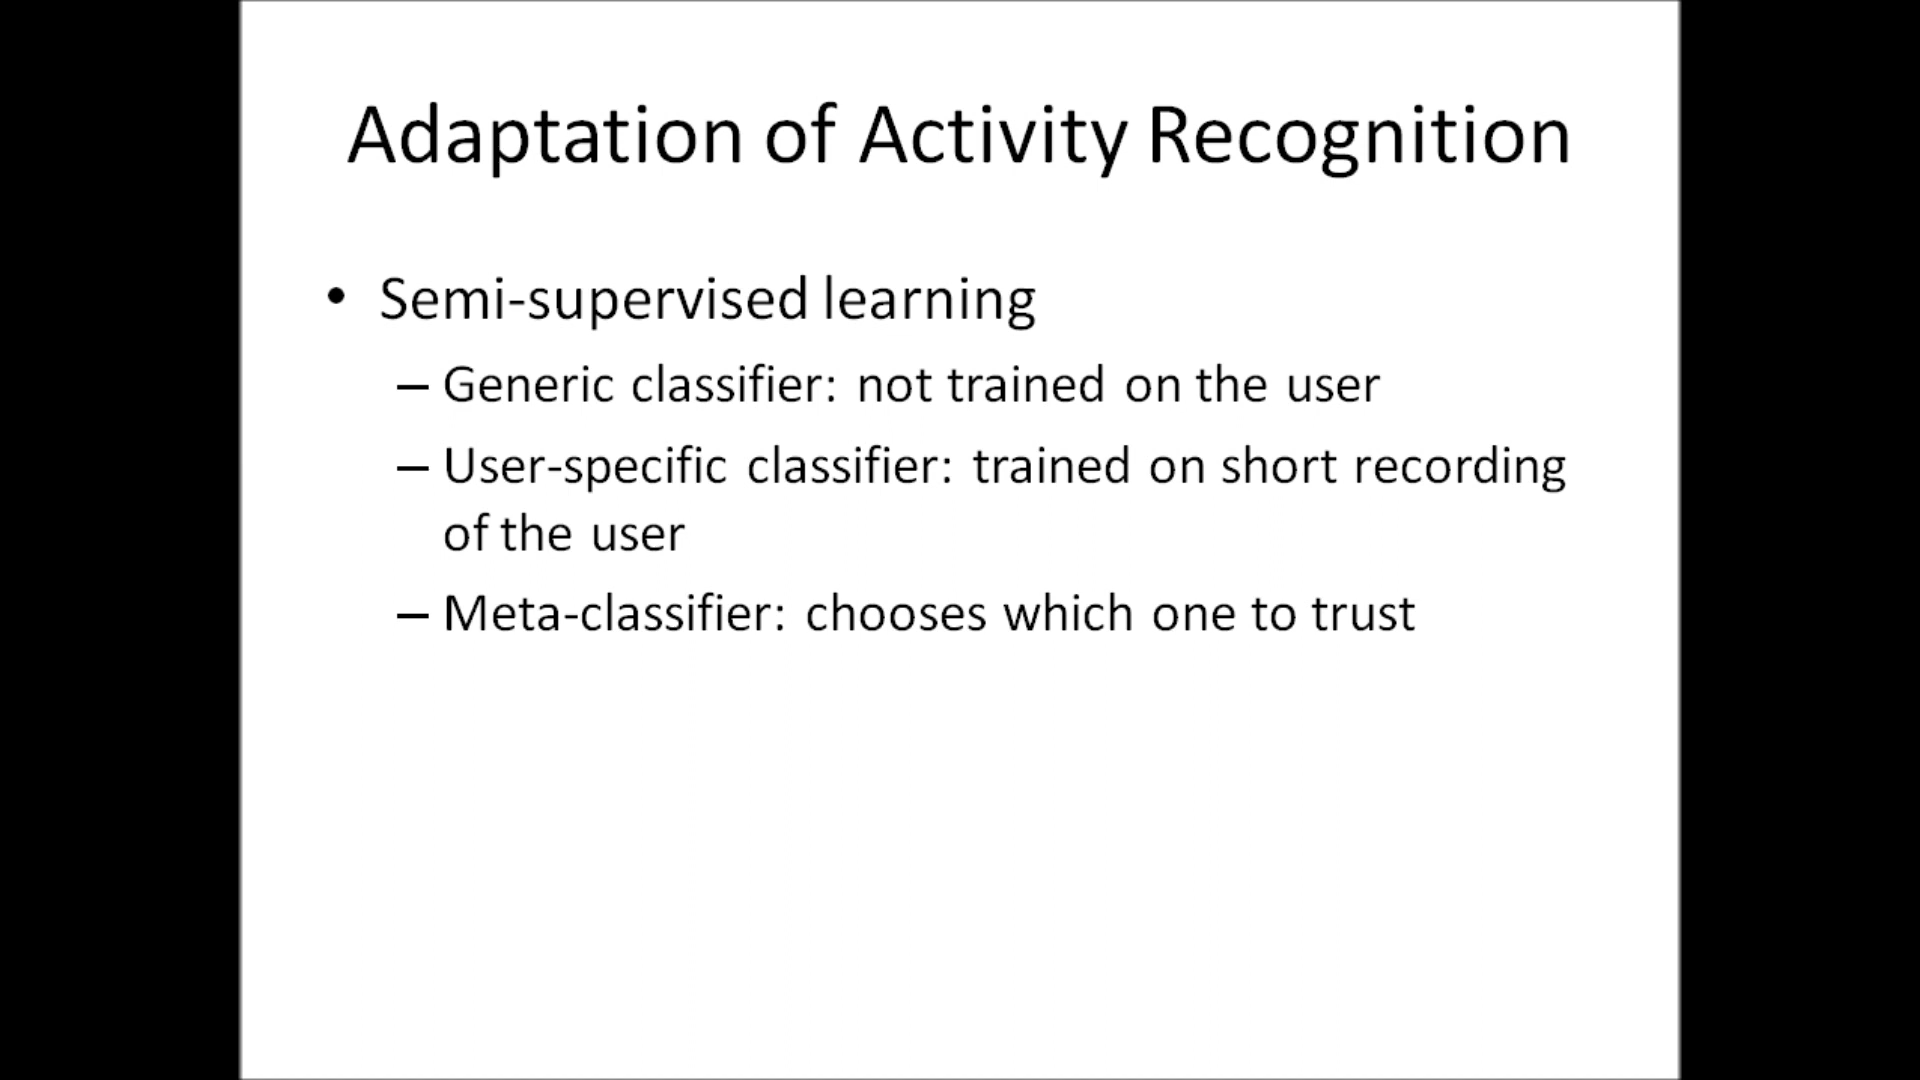 Adaptation of Activity Recognition
• Semi-supervised learning
– Generic classifier: not trained on the user
– User-specific classifier: trained on short recording
of the user
– Meta-classifier: chooses which one to trust